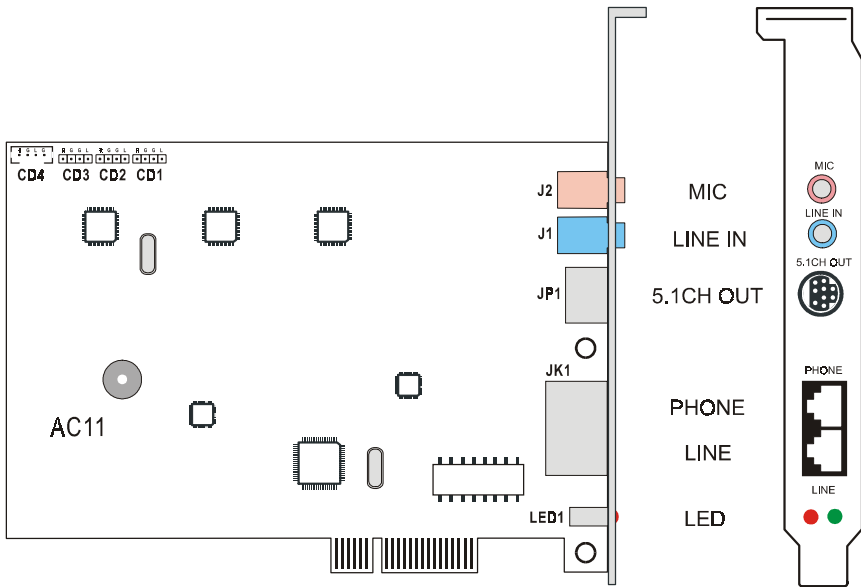 R G L G
R G G L
R G G L
R G G L
CD4
CD3
CD2
CD1
J2
MIC
J1
LINE IN
JP1
5.1CH OUT
JK1
PHONE
LINE
AC11
LED1
LED
MIC
LINE IN
5.1CH OUT
PHONE
LINE